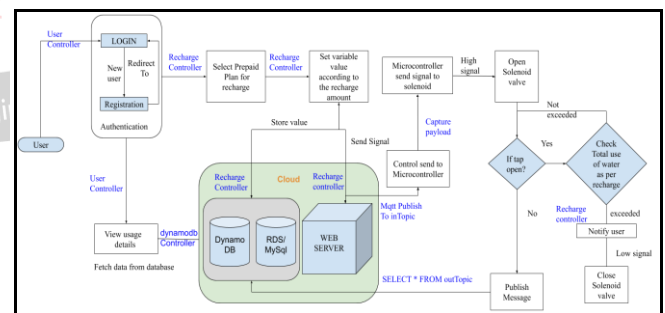 User
Controller
LOGIN
New
user
Redirect
To
Registration
Authentication
User
Recharge
Controller
Select Prepaid
Plan for
recharge
Recharge
Controller
Set variable
value
according to
the recharge
amount
Microcontroller
send signal to
solenoid
High
signal
Open
Solenoid
valve
Not
exceeded
Capture
payload
Store value
Send Signal
Control send to
Microcontroller
If tap
open?
Yes
Check
Total use
of water
as per
recharge
User
Controller
Recharge
Controller
Cloud
Recharge
controller
Mqtt Publish
To inTopic
No
Recharge
controller
exceeded
View usage
details
dynamodb
Controller
Dynamo
DB
RDS/
MySql
WEB
SERVER
Notify user
Fetch data from database
Low signal
SELECT * FROM outTopic
Publish
Message
Close
Solenoid
valve